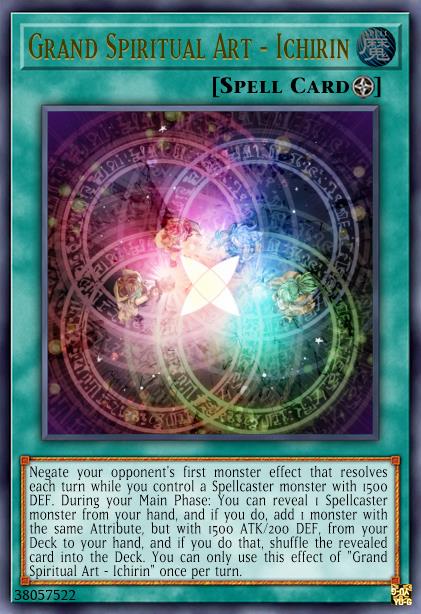 Grand Spiritual Art - Ichirin
[Spell Card]
Negate your opponent's first monster effect that resolves
each turn while you control a Spellcaster monster with 1500
DEF. During your Main Phase: You can reveal 1 Spellcaster
monster from your hand, and if you do, add 1 monster with
the same Attribute, but with 1500 ATK/200 DEF, from your
Deck to your hand, and if you do that, shuffle the revealed
card into the Deck. You can only use this effect of "Grand
Spiritual Art - Ichirin" once per turn.
38057522